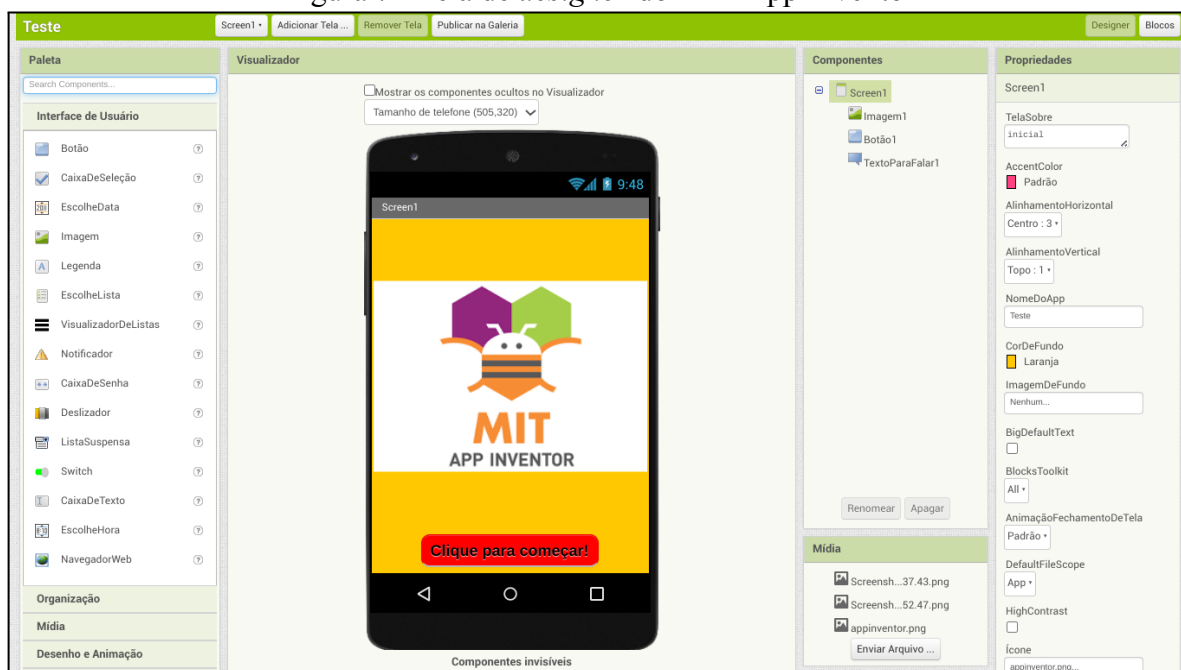 Teste
Screen1
Adicionar Tela ...
Remover Tela
Publicar na Galeria
Designer
Blocos
Paleta
Search Components...
Interface de Usuário
Botão
CaixaDeSeleção
EscolheData
Imagem
Legenda
EscolheLista
VisualizadorDeListas
Notificador
CaixaDeSenha
Deslizador
ListaSuspensa
Switch
CaixaDeTexto
EscolheHora
NavegadorWeb
Organização
Mídia
Desenho e Animação
Visualizador
Mostrar os componentes ocultos no Visualizador
Tamanho de telefone (505,320)
9:48
Screen1
MIT
APP INVENTOR
Clique para começar!
Componentes invisíveis
Componentes
Screen1
Imagem1
Botão1
TextoParaFalar1
Renomear
Apagar
Mídia
Screensh...37.43.png
Screensh...52.47.png
appinventor.png
Enviar Arquivo ...
Propriedades
Screen1
TelaSobre
inicial
AccentColor
Padrão
AlinhamentoHorizontal
Centro : 3
AlinhamentoVertical
Topo : 1
NomeDoApp
Teste
CorDeFundo
Laranja
ImagemDeFundo
Nenhum...
BigDefaultText
BlocksToolkit
All
AnimaçãoFechamentoDeTela
Padrão
DefaultFileScope
App
HighContrast
Ícone
appinventor.png...